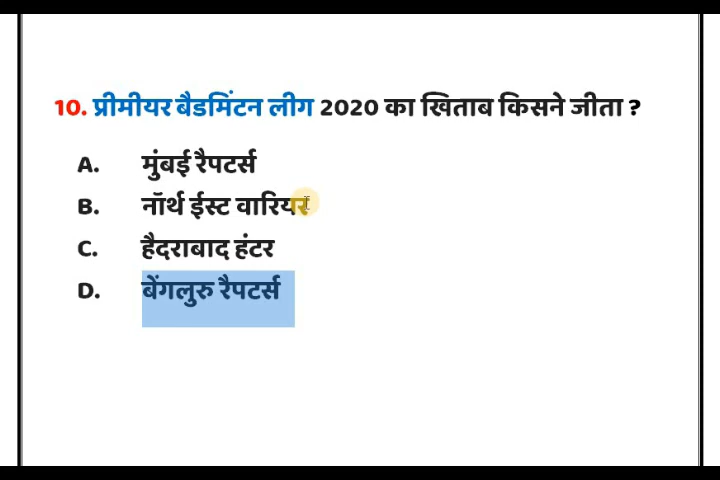 10. प्रीमीयर बैडमिंटन लीग 2020 का खिताब किसने जीता ?
A. मुंबई रैपटर्स
B. नॉर्थ ईस्ट वारियर
C. हैदराबाद हंटर
D. बेंगलुरु रैपटर्स